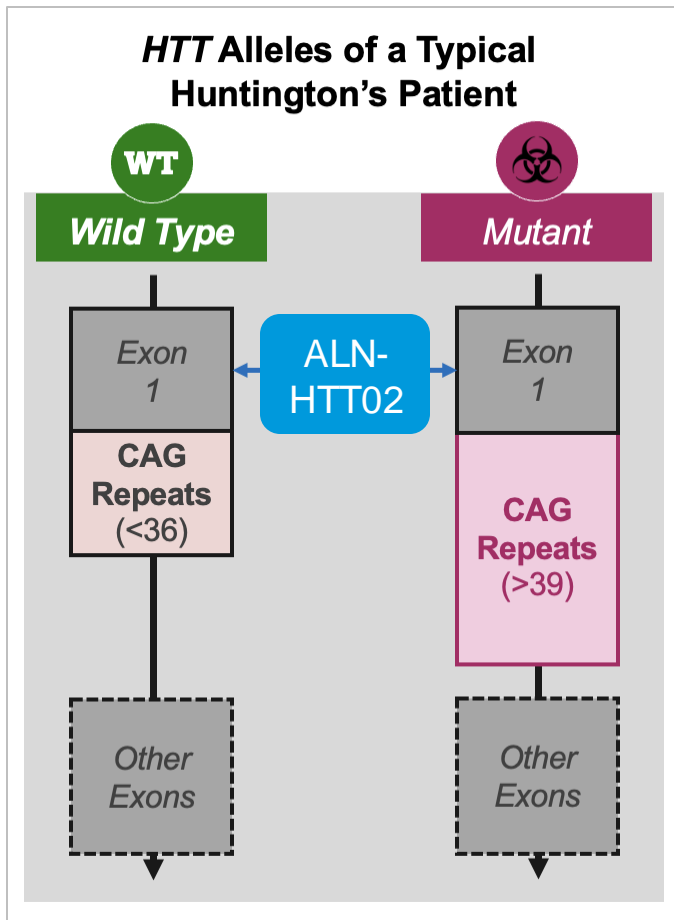 HTT Alleles of a Typical
Huntington’s Patient
WT
Wild Type
Mutant
Exon
1
ALN-
HTT02
Exon
1
CAG
Repeats
(<36)
CAG
Repeats
(>39)
Other
Exons
Other
Exons